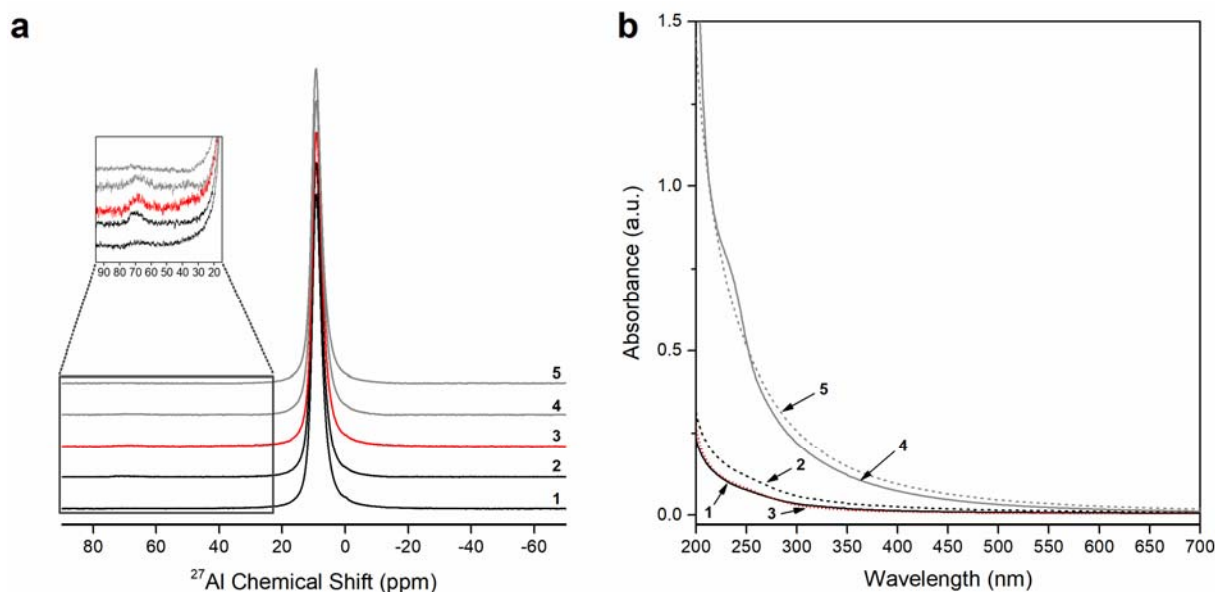 a
90 80 70 60 50 40 30 20
5
4
3
2
1
80 60 40 20 0 -20 -40 -60
²⁷Al Chemical Shift (ppm)
b
Absorbance (a.u.)
1.5
1.0
0.5
0.0
5
4
2
1
3
200 250 300 350 400 450 500 550 600 650 700
Wavelength (nm)